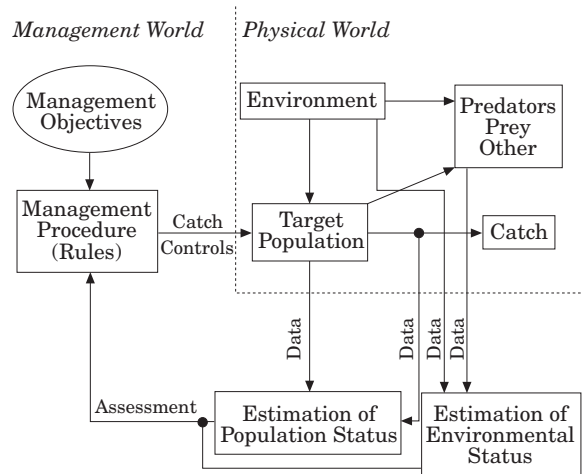 Management World
Physical World
Management
Objectives
Environment
Predators
Prey
Other
Management
Procedure
(Rules)
Catch
Controls
Target
Population
Catch
Data
Data
Data
Data
Assessment
Estimation of
Population Status
Estimation of
Environmental
Status